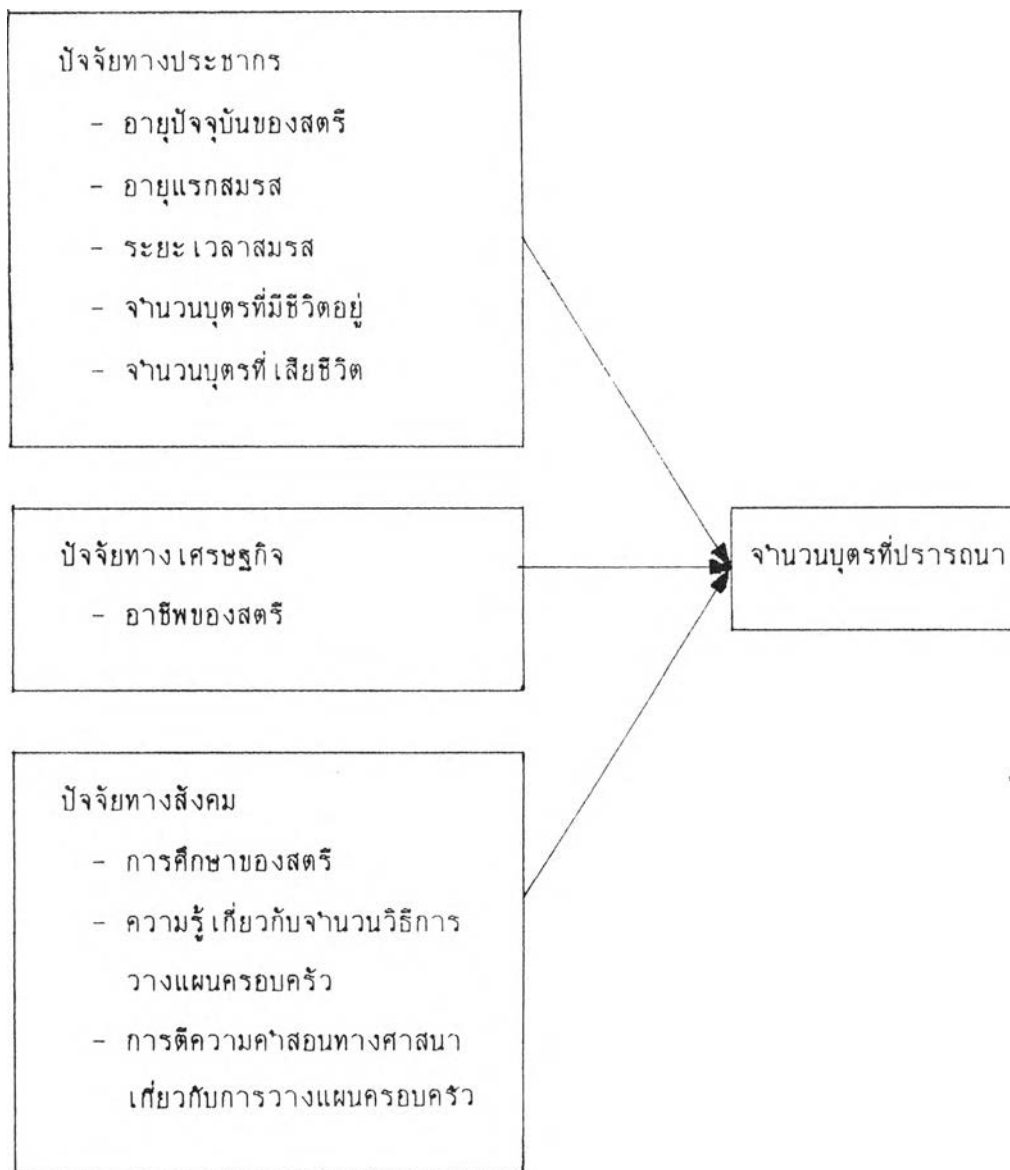 ปัจจัยทางประชากร
- อายุปัจจุบันของสตรี
- อายุแรกสมรส
- ระยะเวลาสมรส
- จำนวนบุตรที่มีชีวิตอยู่
- จำนวนบุตรที่เสียชีวิต
ปัจจัยทางเศรษฐกิจ
- อาชีพของสตรี
จำนวนบุตรที่ปรารถนา
ปัจจัยทางสังคม
- การศึกษาของสตรี
- ความรู้เกี่ยวกับจำนวนวิธีการ
วางแผนครอบครัว
- การตีความคำสอนทางศาสนา
เกี่ยวกับการวางแผนครอบครัว